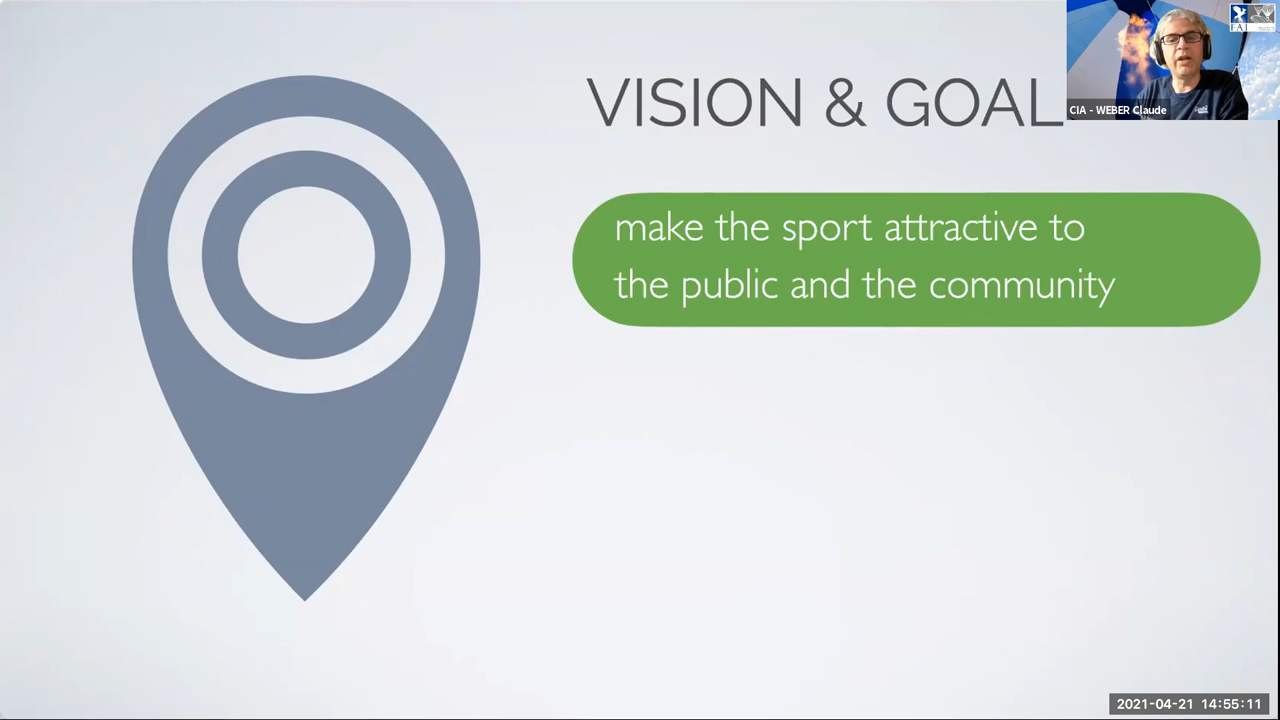 VISION & GOAL
make the sport attractive to
the public and the community
CIA - WEBER Claude
FAI
2021-04-21 14:55:11